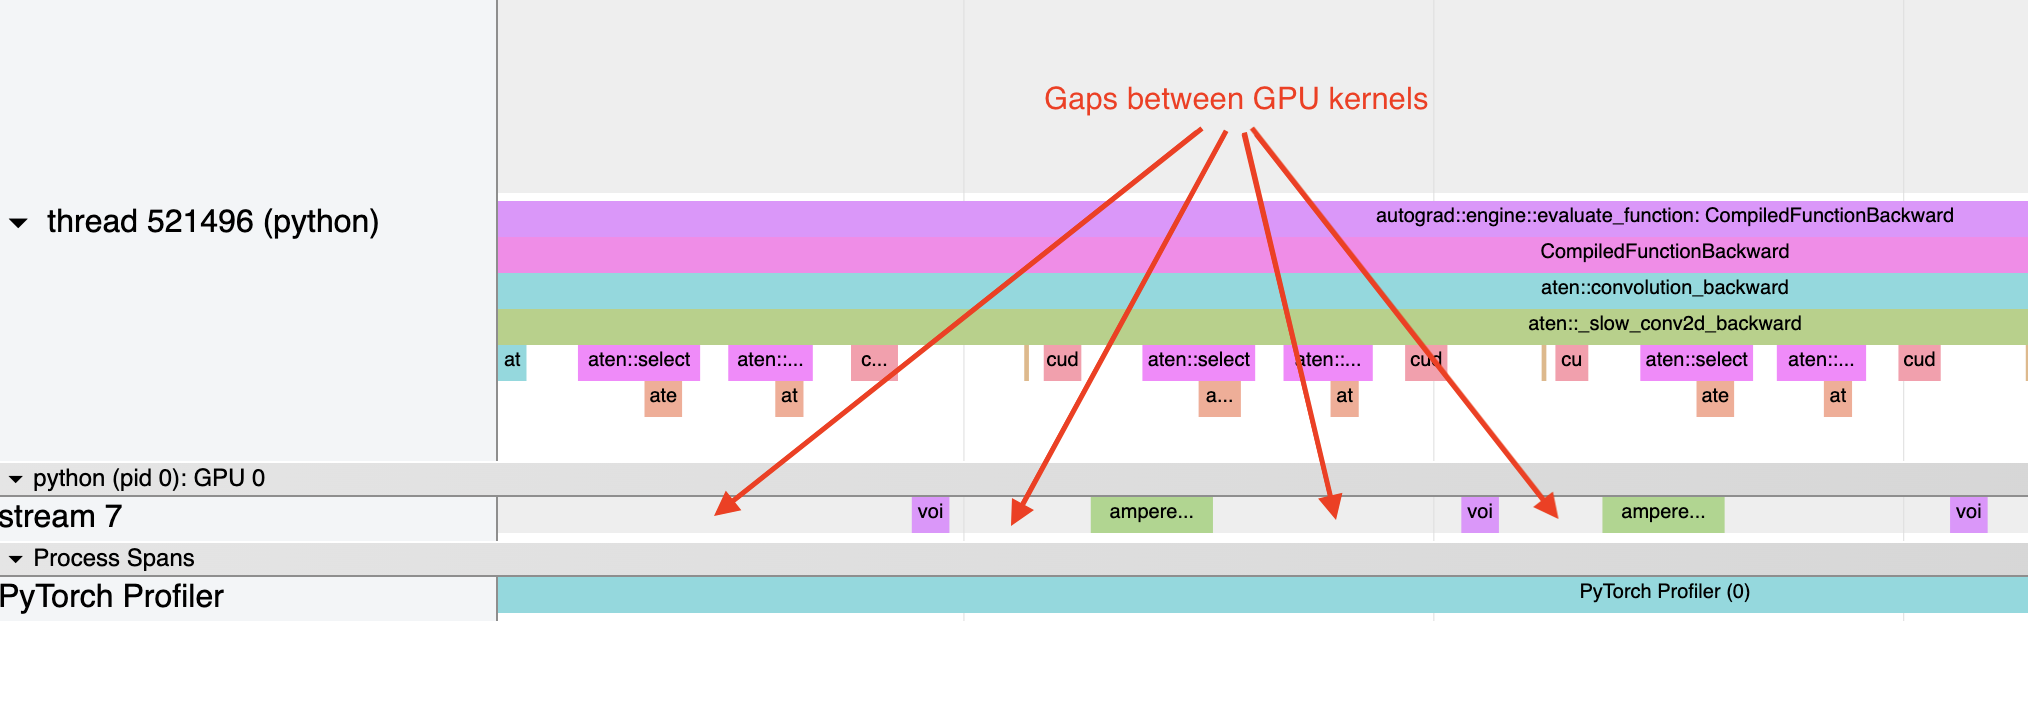 Gaps between GPU kernels
thread 521496 (python)
autograd::engine::evaluate_function: CompiledFunctionBackward
CompiledFunctionBackward
aten::convolution_backward
aten::_slow_conv2d_backward
at aten::select aten::... c... cud aten::select aten::... cud cu aten::select aten::... cud
ate at a... at ate at
python (pid 0): GPU 0
stream 7 voi ampere... voi ampere... voi
Process Spans
PyTorch Profiler PyTorch Profiler (0)